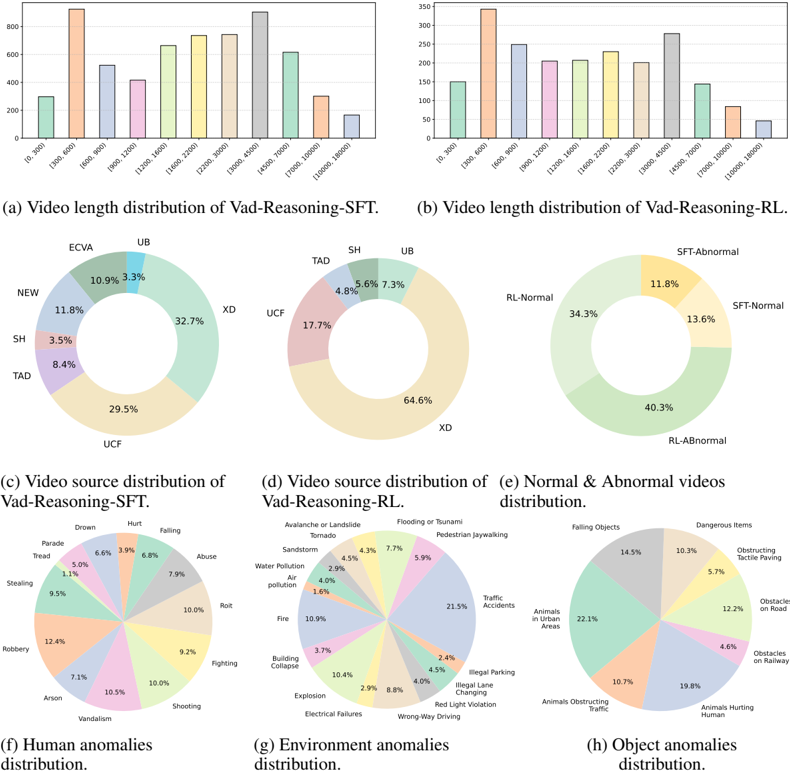 800
600
400
200
0
[0, 300)
[300, 600)
[600, 900)
[900, 1200)
[1200, 1600)
[1600, 2200)
[2200, 3000)
[3000, 4500)
[4500, 7000)
[7000, 10000)
[10000, 18000)
(a) Video length distribution of Vad-Reasoning-SFT.
350
300
250
200
150
100
50
0
[0, 300)
[300, 600)
[600, 900)
[900, 1200)
[1200, 1600)
[1600, 2200)
[2200, 3000)
[3000, 4500)
[4500, 7000)
[7000, 10000)
[10000, 18000)
(b) Video length distribution of Vad-Reasoning-RL.
UB
3.3%
ECVA
10.9%
NEW
11.8%
SH
3.5%
TAD
8.4%
UCF
29.5%
XD
32.7%
(c) Video source distribution of
Vad-Reasoning-SFT.
UB
7.3%
SH
5.6%
TAD
4.8%
UCF
17.7%
XD
64.6%
(d) Video source distribution of
Vad-Reasoning-RL.
SFT-Abnormal
11.8%
SFT-Normal
13.6%
RL-Normal
34.3%
RL-ABnormal
40.3%
(e) Normal & Abnormal videos
distribution.
Hurt
3.9%
Falling
6.8%
Abuse
7.9%
Roit
10.0%
Fighting
9.2%
Shooting
10.0%
Vandalism
10.5%
Arson
7.1%
Robbery
12.4%
Stealing
9.5%
Tread
1.1%
Parade
5.0%
Drown
6.6%
(f) Human anomalies
distribution.
Flooding or Tsunami
7.7%
Pedestrian Jaywalking
5.9%
Traffic
Accidents
21.5%
Illegal Parking
2.4%
Illegal Lane
Changing
4.5%
Red Light Violation
4.0%
Wrong-Way Driving
8.8%
Electrical Failures
2.9%
Explosion
10.4%
Building
Collapse
3.7%
Fire
10.9%
Air
pollution
1.6%
Water Pollution
4.0%
Sandstorm
2.9%
Tornado
4.5%
Avalanche or Landslide
4.3%
(g) Environment anomalies
distribution.
Dangerous Items
10.3%
Obstructing
Tactile Paving
5.7%
Obstacles
on Road
12.2%
Obstacles
on Railway
4.6%
Animals Hurting
Human
19.8%
Animals Obstructing
Traffic
10.7%
Animals
in Urban
Areas
22.1%
Falling Objects
14.5%
(h) Object anomalies
distribution.